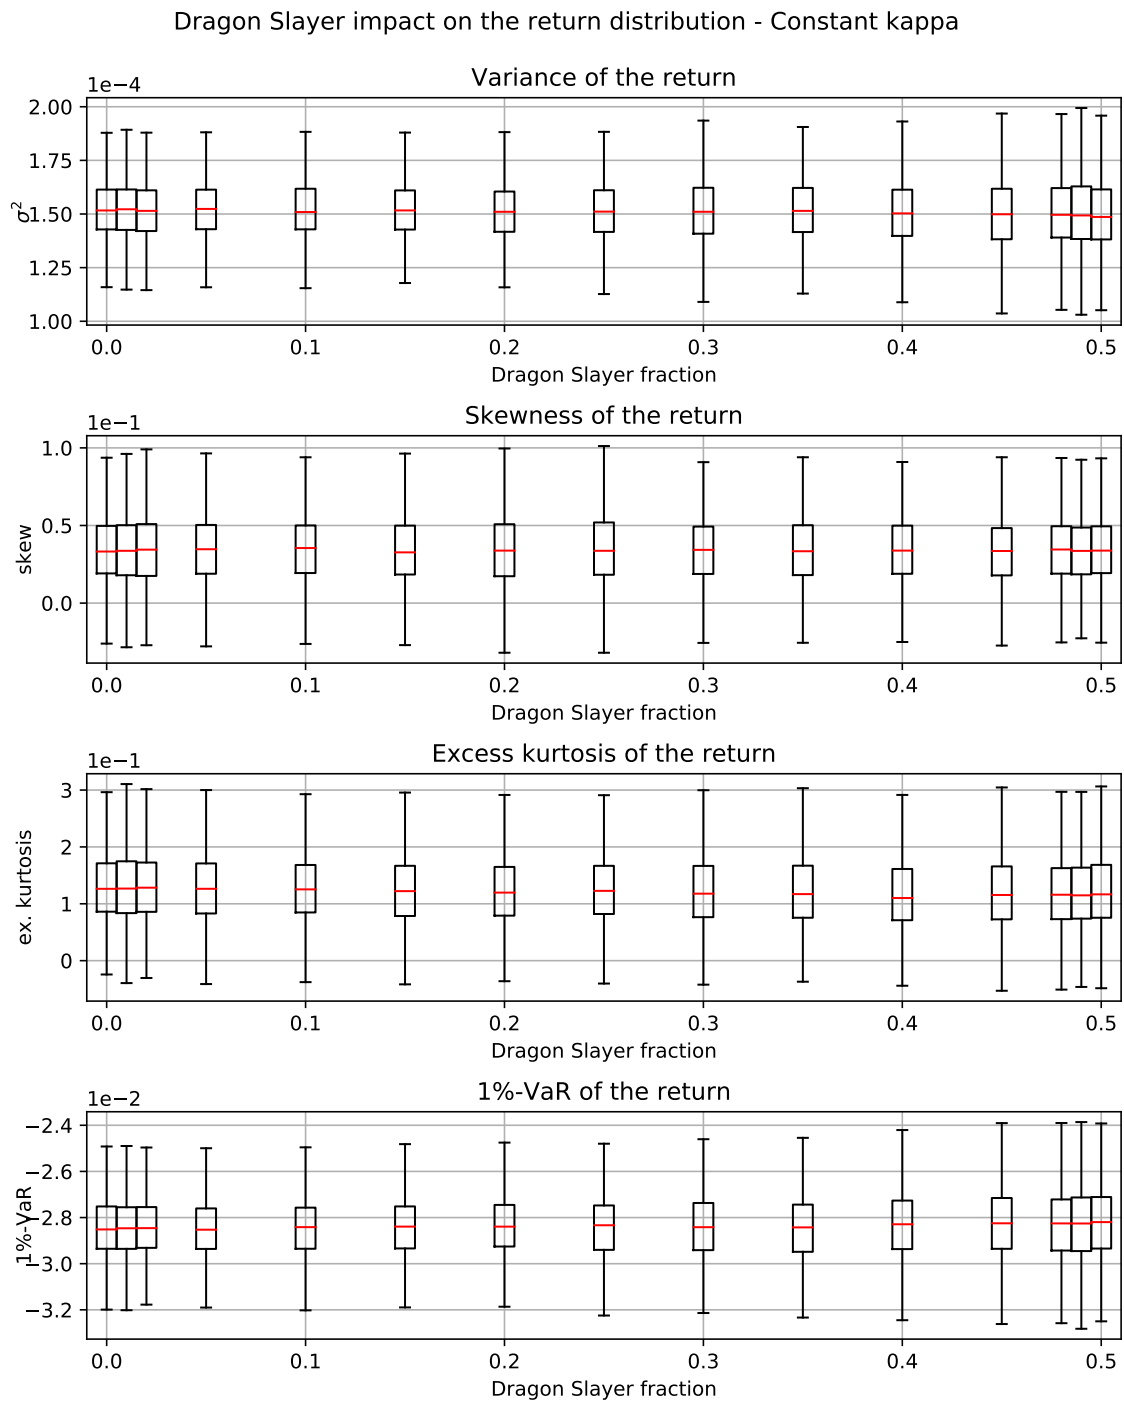 Dragon Slayer impact on the return distribution - Constant kappa
Variance of the return
1e−4
2.00
1.75
1.50
1.25
1.00
σ²
0.0 0.1 0.2 0.3 0.4 0.5
Dragon Slayer fraction
Skewness of the return
1e−1
1.0
0.5
0.0
skew
0.0 0.1 0.2 0.3 0.4 0.5
Dragon Slayer fraction
Excess kurtosis of the return
1e−1
3
2
1
0
ex. kurtosis
0.0 0.1 0.2 0.3 0.4 0.5
Dragon Slayer fraction
1%-VaR of the return
1e−2
−2.4
−2.6
−2.8
−3.0
−3.2
1%-VaR
0.0 0.1 0.2 0.3 0.4 0.5
Dragon Slayer fraction